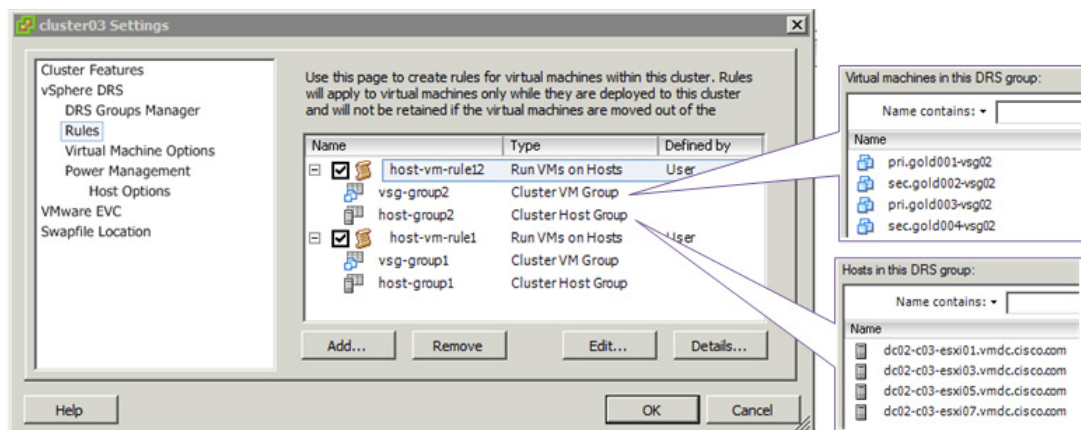 cluster03 Settings
Cluster Features
vSphere DRS
DRS Groups Manager
Rules
Virtual Machine Options
Power Management
Host Options
VMware EVC
Swapfile Location
Use this page to create rules for virtual machines within this cluster. Rules
will apply to virtual machines only while they are deployed to this cluster
and will not be retained if the virtual machines are moved out of the
Name Type Defined by
host-vm-rule12 Run VMs on Hosts User
vsg-group2 Cluster VM Group
host-group2 Cluster Host Group
host-vm-rule1 Run VMs on Hosts User
vsg-group1 Cluster VM Group
host-group1 Cluster Host Group
Add... Remove Edit... Details...
Help OK Cancel
Virtual machines in this DRS group:
Name contains:
Name
pri.gold001-vsg02
sec.gold002-vsg02
pri.gold003-vsg02
sec.gold004-vsg02
Hosts in this DRS group:
Name contains:
Name
dc02-c03-esxi01.vmdc.cisco.com
dc02-c03-esxi03.vmdc.cisco.com
dc02-c03-esxi05.vmdc.cisco.com
dc02-c03-esxi07.vmdc.cisco.com